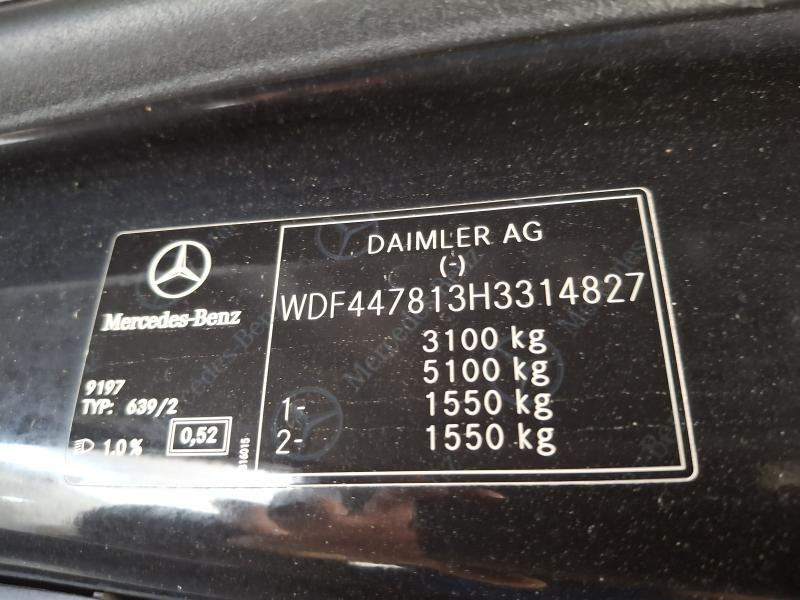 Mercedes-Benz
9197
TYP: 639/2
1.0 %
0,52
016015
DAIMLER AG
(-)
WDF447813H3314827
3100 kg
5100 kg
1- 1550 kg
2- 1550 kg